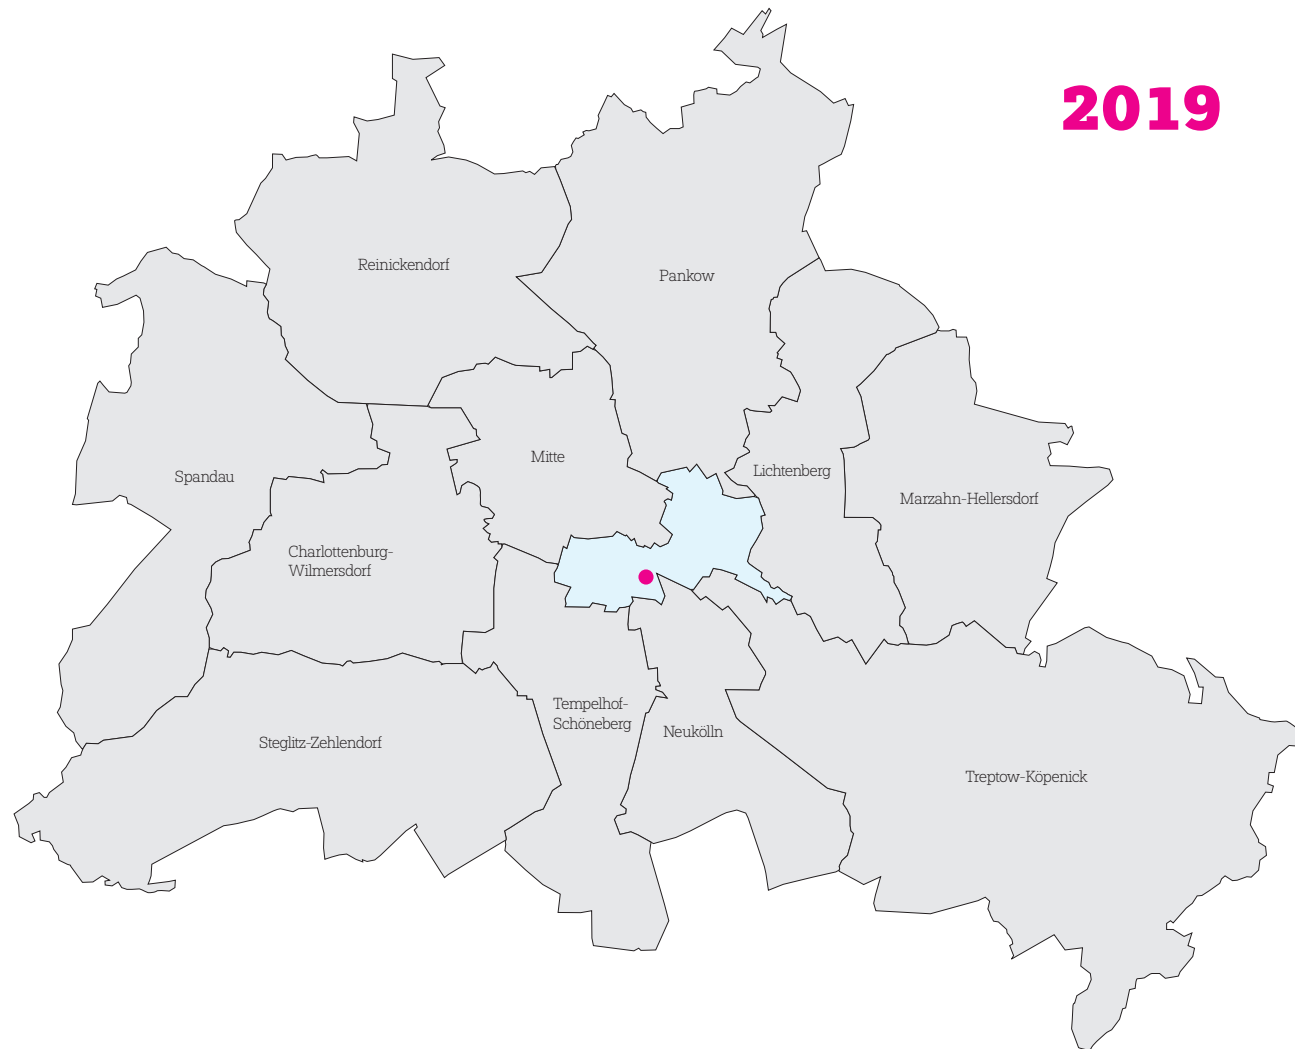 2019
Reinickendorf
Pankow
Mitte
Lichtenberg
Spandau
Marzahn-Hellersdorf
Charlottenburg-
Wilmersdorf
Tempelhof-
Schöneberg
Neukölln
Steglitz-Zehlendorf
Treptow-Köpenick